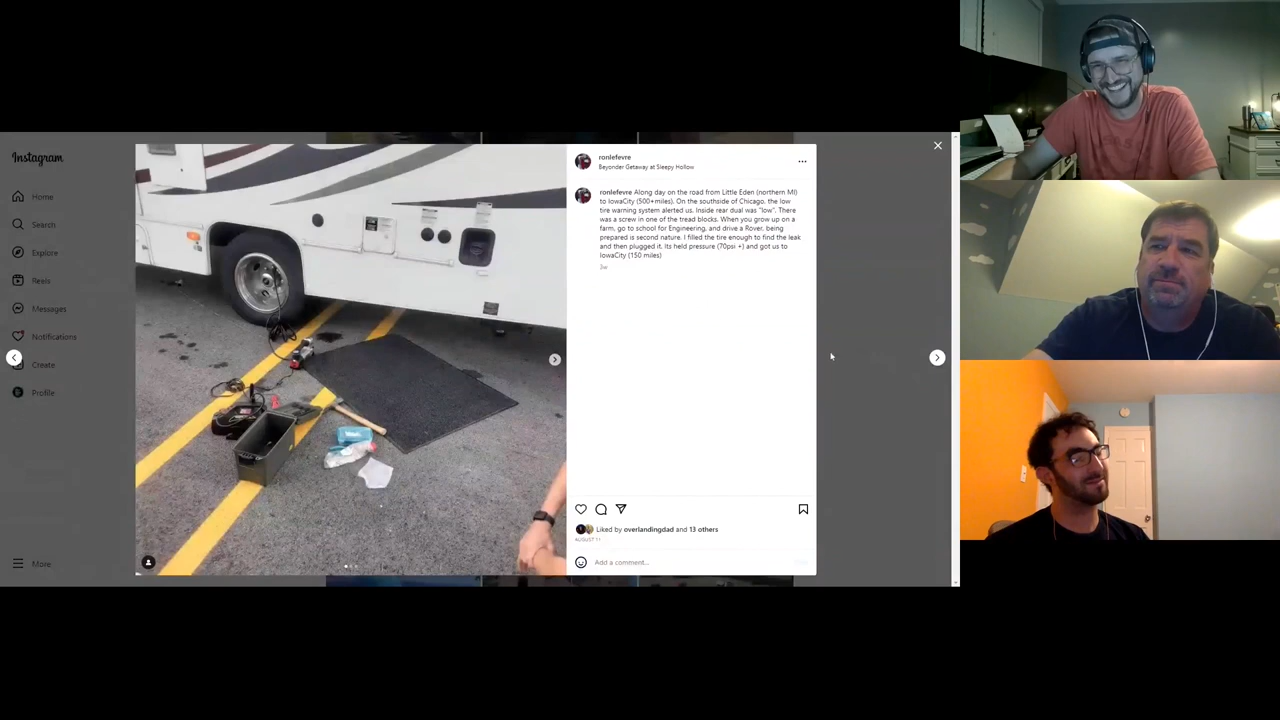 Instagram
Home
Search
Explore
Reels
Messages
Notifications
Create
Profile
More
ronlefevre
Beyonder Getaway at Sleepy Hollow
ronlefevre Along day on the road from Little Eden (northern MI)
to IowaCity (500+miles). On the southside of Chicago, the low
tire warning system alerted us. Inside rear dual was "low". There
was a screw in one of the tread blocks. When you grow up on a
farm, go to school for Engineering, and drive a Rover, being
prepared is second nature. I filled the tire enough to find the leak
and then plugged it. Its held pressure (70psi +) and got us to
IowaCity (150 miles)
3w
Liked by overlandingdad and 13 others
AUGUST 11
Add a comment...